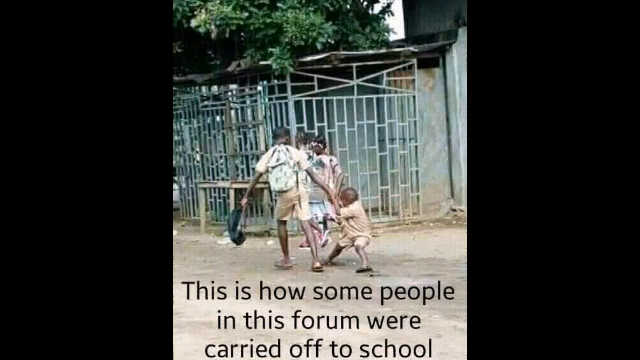 This is how some people
in this forum were
carried off to school